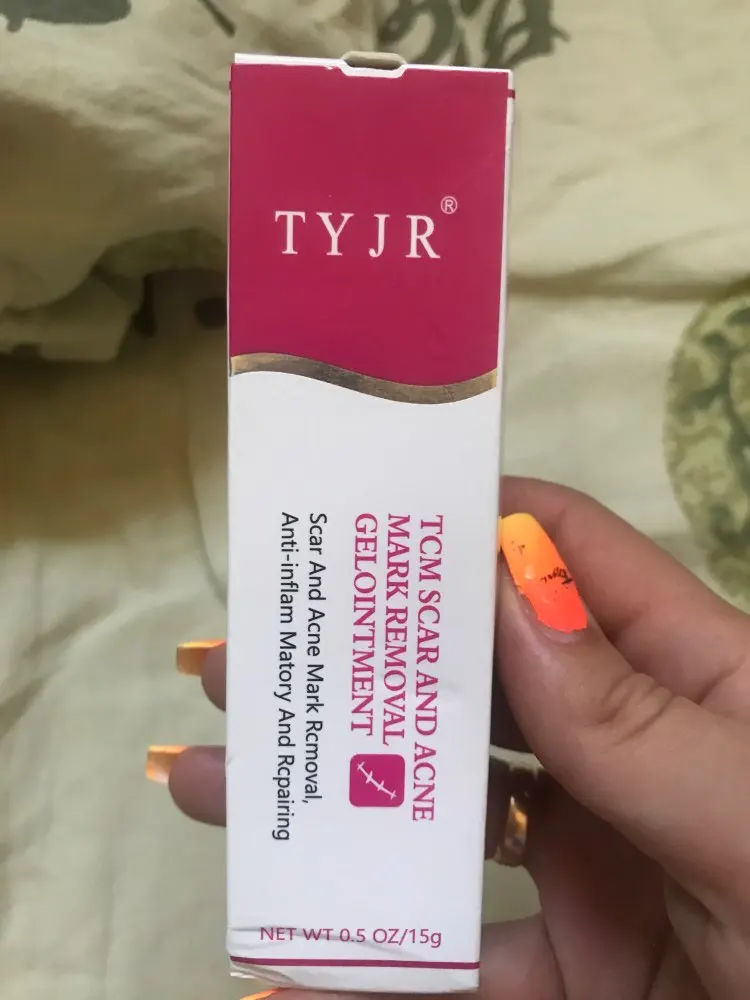 TYJR®
TCM SCAR AND ACNE
MARK REMOVAL
GELOINTMENT
Scar And Acne Mark Rcmoval,
Anti-inflam Matory And Rcpairing
NET WT 0.5 OZ/15g